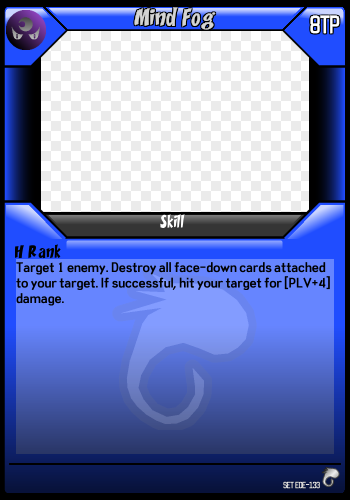 Mind Fog
8TP
Skill
H Rank
Target 1 enemy. Destroy all face-down cards attached
to your target. If successful, hit your target for [PLV+4]
damage.
SET EDE-133